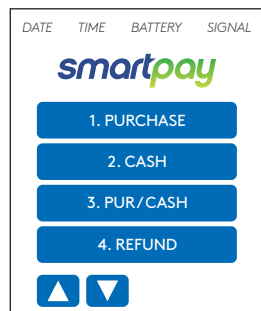 DATE TIME BATTERY SIGNAL
smartpay
1. PURCHASE
2. CASH
3. PUR/CASH
4. REFUND